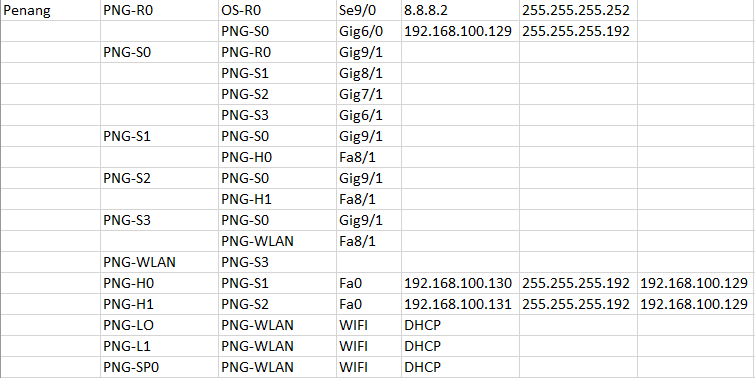 Penang PNG-R0 OS-R0 Se9/0 8.8.8.2 255.255.255.252
PNG-S0 Gig6/0 192.168.100.129 255.255.255.192
PNG-S0 PNG-R0 Gig9/1
PNG-S1 Gig8/1
PNG-S2 Gig7/1
PNG-S3 Gig6/1
PNG-S1 PNG-S0 Gig9/1
PNG-H0 Fa8/1
PNG-S2 PNG-S0 Gig9/1
PNG-H1 Fa8/1
PNG-S3 PNG-S0 Gig9/1
PNG-WLAN Fa8/1
PNG-WLAN PNG-S3
PNG-H0 PNG-S1 Fa0 192.168.100.130 255.255.255.192 192.168.100.129
PNG-H1 PNG-S2 Fa0 192.168.100.131 255.255.255.192 192.168.100.129
PNG-LO PNG-WLAN WIFI DHCP
PNG-L1 PNG-WLAN WIFI DHCP
PNG-SP0 PNG-WLAN WIFI DHCP